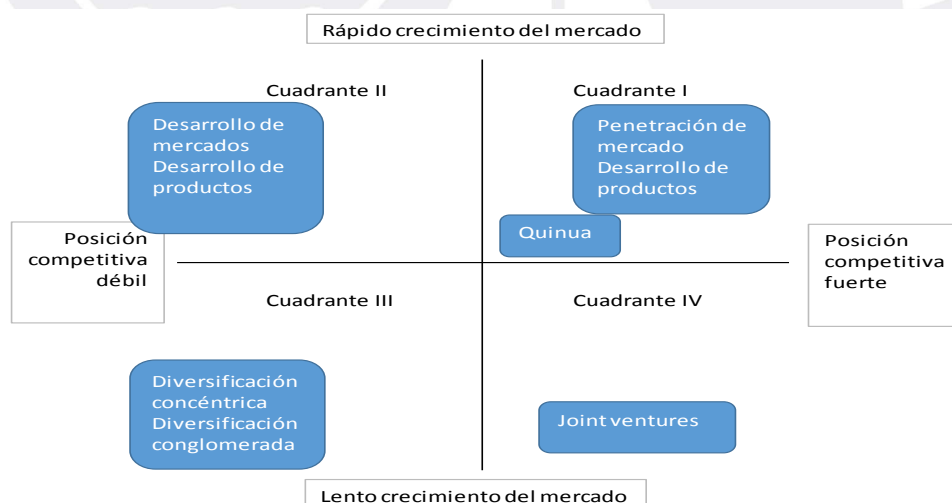 Rápido crecimiento del mercado
Cuadrante II
Cuadrante I
Desarrollo de
mercados
Desarrollo de
productos
Penetración de
mercado
Desarrollo de
productos
Quinua
Posición
competitiva
débil
Posición
competitiva
fuerte
Cuadrante III
Cuadrante IV
Diversificación
concéntrica
Diversificación
conglomerada
Joint ventures
Lento crecimiento del mercado